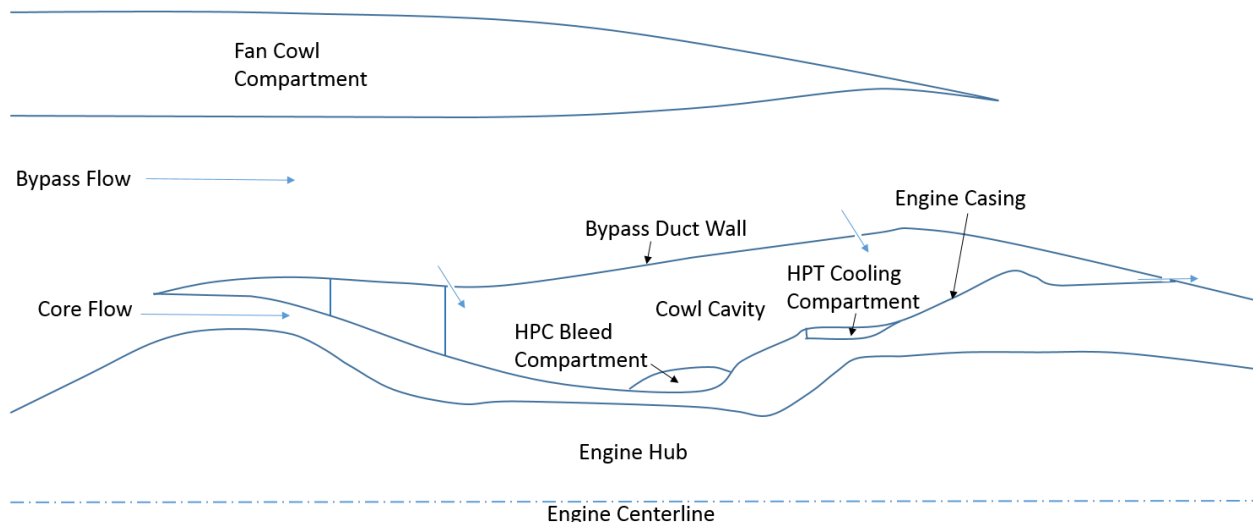 Fan Cowl
Compartment
Bypass Flow
Engine Casing
Bypass Duct Wall
HPT Cooling
Compartment
Core Flow
Cowl Cavity
HPC Bleed
Compartment
Engine Hub
Engine Centerline